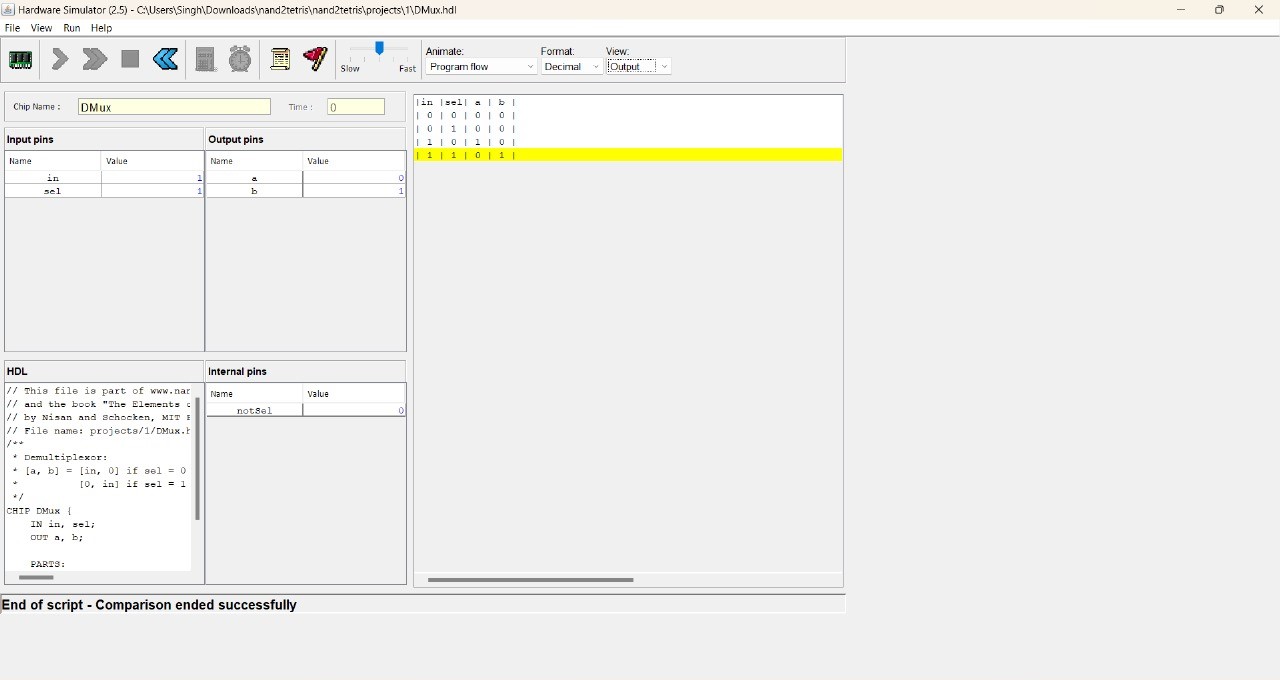 Hardware Simulator (2.5) - C:\Users\Singh\Downloads\nand2tetris\nand2tetris\projects\1\DMux.hdl
File View Run Help
Slow Fast
Animate: Format: View:
Program flow Decimal Output
Chip Name : DMux Time : 0
Input pins
Name Value
in 1
sel 1
Output pins
Name Value
a 0
b 1
HDL
// This file is part of www.nan
// and the book "The Elements o
// by Nisan and Schocken, MIT P
// File name: projects/1/DMux.h
/**
* Demultiplexor:
* [a, b] = [in, 0] if sel = 0
* [0, in] if sel = 1
*/
CHIP DMux {
IN in, sel;
OUT a, b;
PARTS:
Internal pins
Name Value
notSel 0
|in |sel| a | b |
| 0 | 0 | 0 | 0 |
| 0 | 1 | 0 | 0 |
| 1 | 0 | 1 | 0 |
| 1 | 1 | 0 | 1 |
End of script - Comparison ended successfully